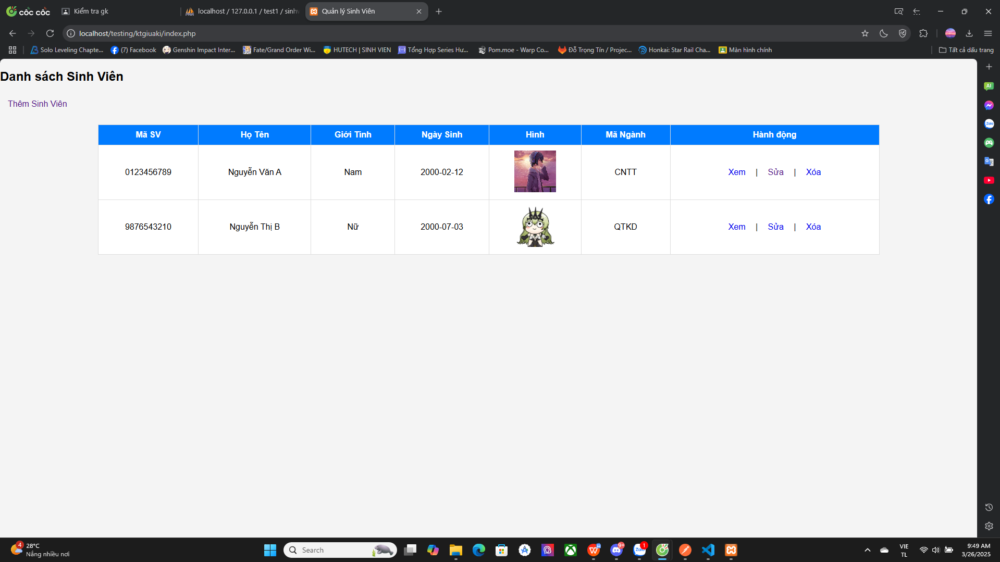 cốc cốc
Kiểm tra gk
localhost / 127.0.0.1 / test1 / sinhv
Quản lý Sinh Viên
localhost/testing/ktgiuaki/index.php
Solo Leveling Chapte...
(7) Facebook
Genshin Impact Inter...
Fate/Grand Order Wi...
HUTECH | SINH VIEN
Tổng Hợp Series Hư...
Pom.moe - Warp Co...
Đỗ Trọng Tín / Projec...
Honkai: Star Rail Cha...
Màn hình chính
Tất cả dấu trang
Danh sách Sinh Viên
Thêm Sinh Viên
Mã SV Họ Tên Giới Tính Ngày Sinh Hình Mã Ngành Hành động
0123456789 Nguyễn Văn A Nam 2000-02-12 CNTT Xem | Sửa | Xóa
9876543210 Nguyễn Thị B Nữ 2000-07-03 QTKD Xem | Sửa | Xóa
AI
Zalo
4
28°C
Nắng nhiều nơi
Search
9+
1
VIE
TL
9:49 AM
3/26/2025